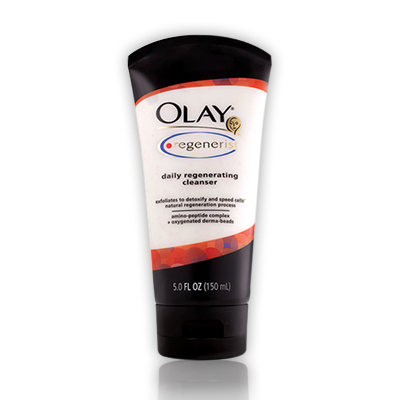 OLAY®
regenerist
daily regenerating
cleanser
exfoliates to detoxify and speed cells'
natural regeneration process
amino-peptide complex
+ oxygenated derma-beads
5.0 FL OZ (150 mL)